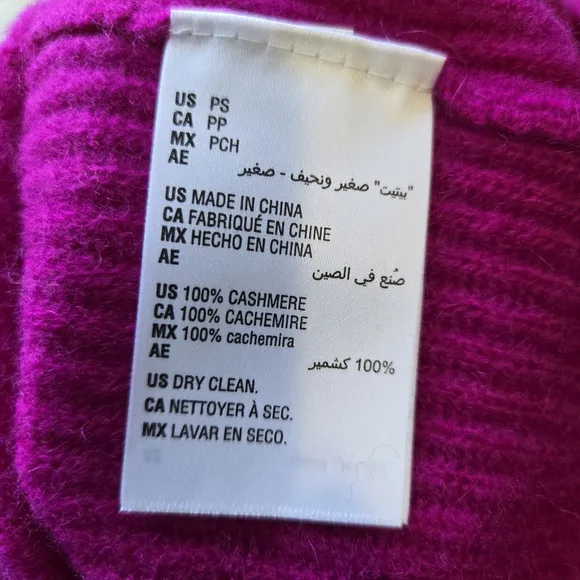 US PS
CA PP
MX PCH
AE
"بيتيت" صغير ونحيف - صغير
US MADE IN CHINA
CA FABRIQUÉ EN CHINE
MX HECHO EN CHINA
AE
صُنع في الصين
US 100% CASHMERE
CA 100% CACHEMIRE
MX 100% cachemira
AE
100% كشمير
US DRY CLEAN.
CA NETTOYER À SEC.
MX LAVAR EN SECO.